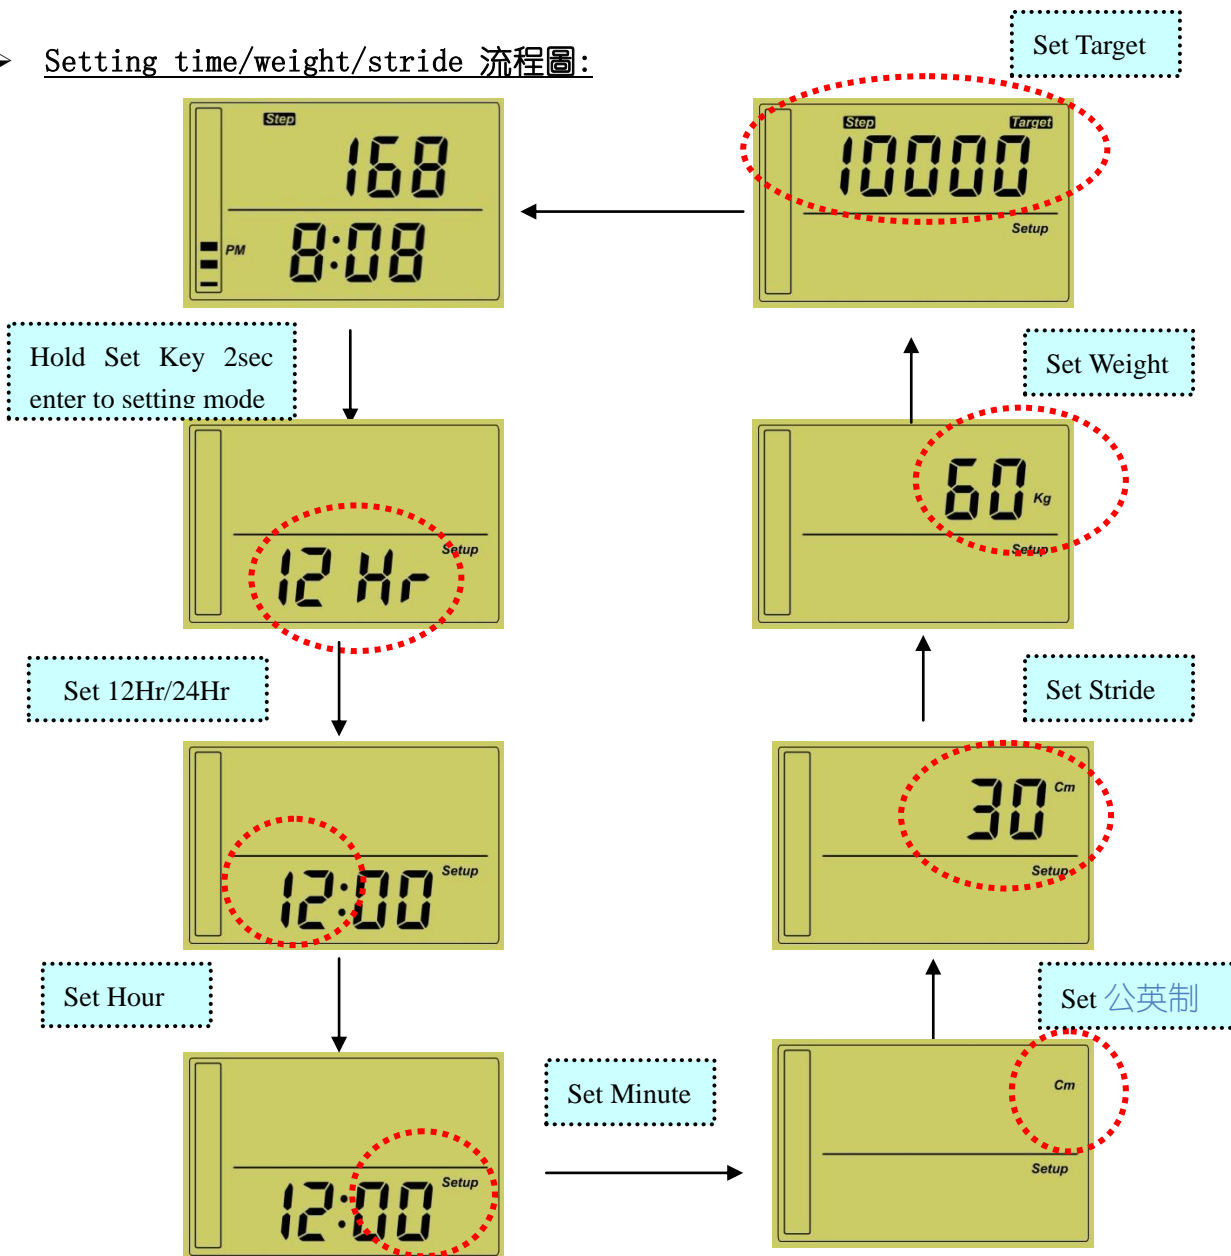 Setting time/weight/stride 流程圖:
Set Target
Step
168
PM 8:08
Step Target
10000
Setup
Hold Set Key 2sec
enter to setting mode
Set Weight
Setup
12 Hr
60 Kg
Setup
Set 12Hr/24Hr
Set Stride
12:00 Setup
30 Cm
Setup
Set Hour
Set 公英制
12:00 Setup
Set Minute
Cm
Setup